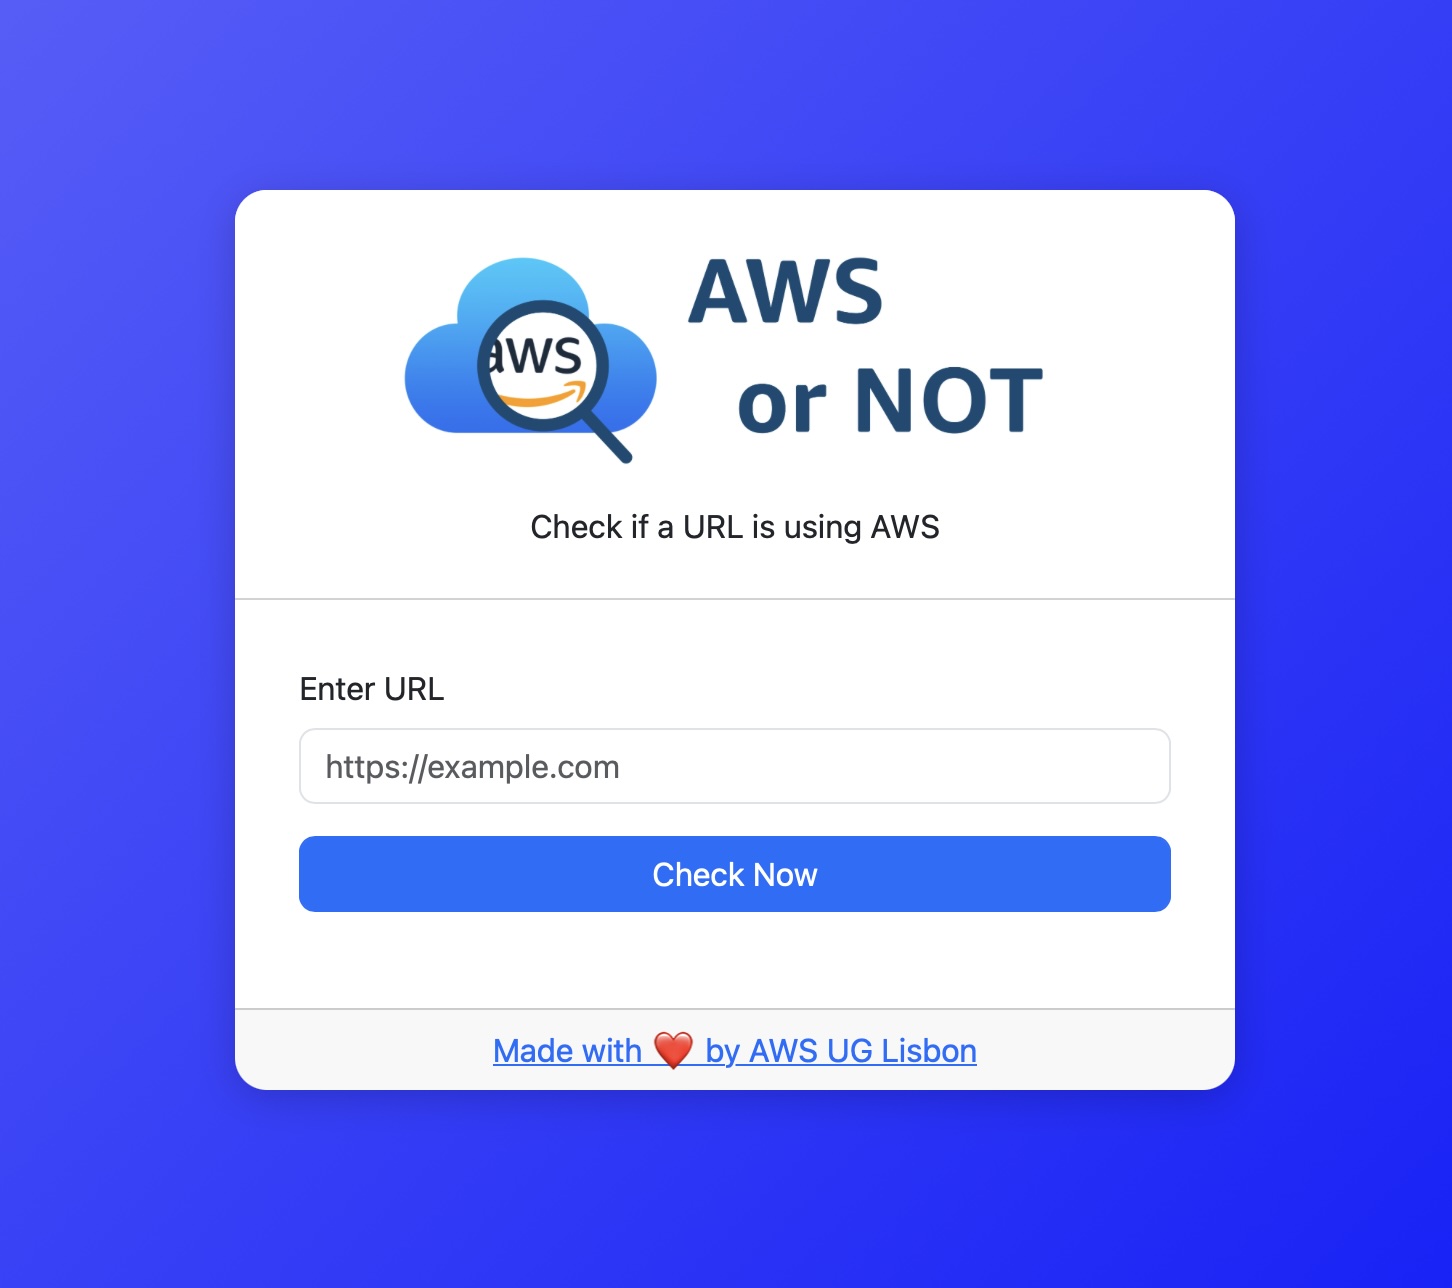 aws
AWS
or NOT
Check if a URL is using AWS
Enter URL
https://example.com
Check Now
Made with ❤️ by AWS UG Lisbon